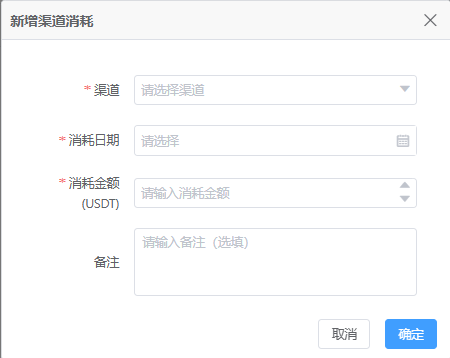 新增渠道消耗
* 渠道
请选择渠道
* 消耗日期
请选择
* 消耗金额
(USDT)
请输入消耗金额
备注
请输入备注（选填）
取消
确定